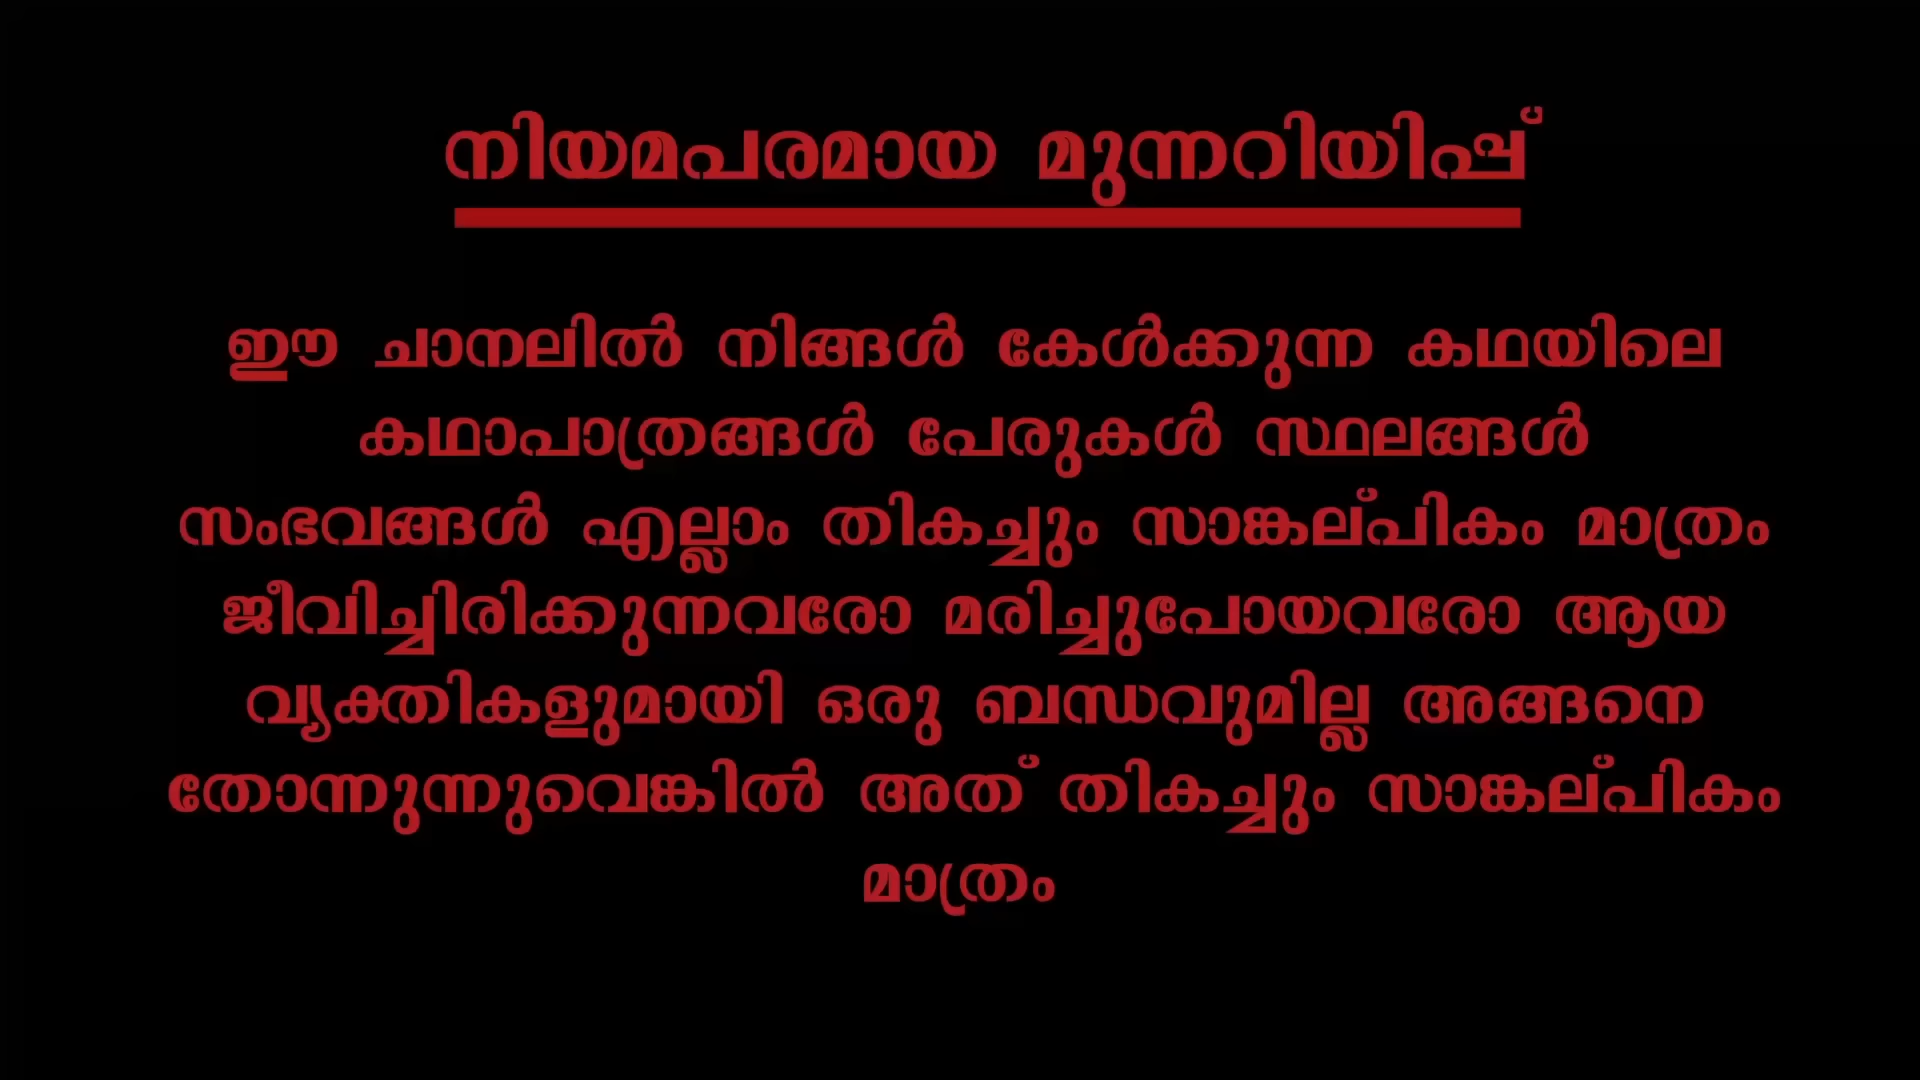 നിയമപരമായ മുന്നറിയിപ്പ്
ഈ ചാനലിൽ നിങ്ങൾ കേൾക്കുന്ന കഥയിലെ
കഥാപാത്രങ്ങൾ പേരുകൾ സ്ഥലങ്ങൾ
സംഭവങ്ങൾ എല്ലാം തികച്ചും സാങ്കല്പികം മാത്രം
ജീവിച്ചിരിക്കുന്നവരോ മരിച്ചുപോയവരോ ആയ
വ്യക്തികളുമായി ഒരു ബന്ധവുമില്ല അങ്ങനെ
തോന്നുന്നുവെങ്കിൽ അത് തികച്ചും സാങ്കല്പികം
മാത്രം